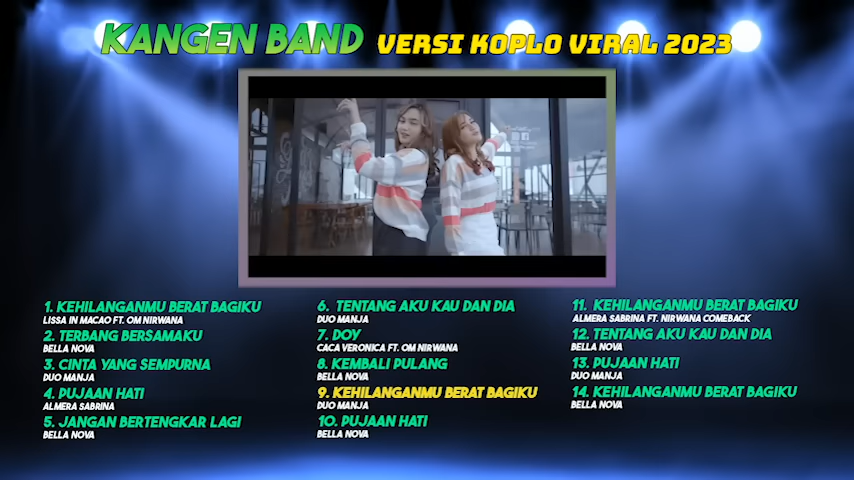 KANGEN BAND VERSI KOPLO VIRAL 2023
1. KEHILANGANMU BERAT BAGIKU
LISSA IN MACAO FT. OM NIRWANA
2. TERBANG BERSAMAKU
BELLA NOVA
3. CINTA YANG SEMPURNA
DUO MANJA
4. PUJAAN HATI
ALMERA SABRINA
5. JANGAN BERTENGKAR LAGI
BELLA NOVA
6. TENTANG AKU KAU DAN DIA
DUO MANJA
7. DOY
CACA VERONICA FT. OM NIRWANA
8. KEMBALI PULANG
BELLA NOVA
9. KEHILANGANMU BERAT BAGIKU
DUO MANJA
10. PUJAAN HATI
BELLA NOVA
11. KEHILANGANMU BERAT BAGIKU
ALMERA SABRINA FT. NIRWANA COMEBACK
12. TENTANG AKU KAU DAN DIA
BELLA NOVA
13. PUJAAN HATI
DUO MANJA
14. KEHILANGANMU BERAT BAGIKU
BELLA NOVA